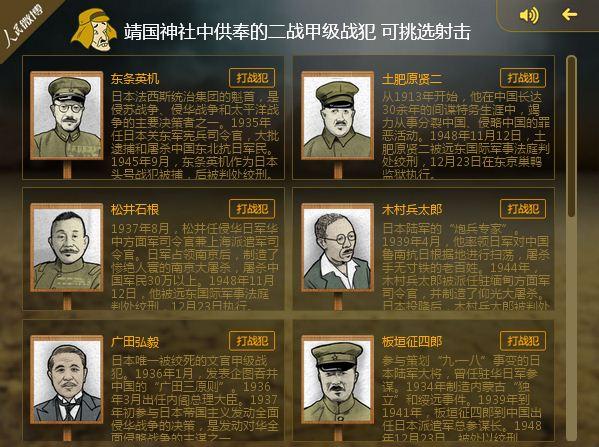 人民微博
靖国神社中供奉的二战甲级战犯 可挑选射击
东条英机
打战犯
日本法西斯统治集团的魁首，是
侵苏战争、侵华战争和太平洋战
争的主要决策者之一。1935年
任日本关东军宪兵司令官，大批
逮捕和屠杀中国东北抗日军民。
1945年9月，东条英机作为日本
头号战犯被捕，后被判处绞刑。
土肥原贤二
打战犯
从1913年开始，他在中国长达
30余年的间谍特务生涯中，竭
力从事分裂中国、侵略中国的罪
恶活动。1948年11月12日，土
肥原贤二被远东国际军事法庭判
处绞刑，12月23日在东京巢鸭
监狱执行。
松井石根
打战犯
1937年8月，松井任侵华日军华
中方面军司令官兼上海派遣军司
令官。日军占领南京后，制造了
惨绝人寰的南京大屠杀，屠杀中
国军民30万以上。1948年11月
12日，他被远东国际军事法庭
判处绞刑，12月23日执行。
木村兵太郎
打战犯
日本陆军的“炮兵专家”。
1939年4月，他率领日军对中国
鲁南抗日根据地进行扫荡，屠杀
手无寸铁的老百姓。1944年，
木村兵太郎被派任驻缅甸方面军
司令官，并制造了仰光大屠杀。
日本投降后，木村兵太郎被判处
广田弘毅
打战犯
日本唯一被绞死的文官甲级战
犯。1936年1月，发表企图吞并
中国的“广田三原则”。1936
年3月出任内阁总理大臣。1937
年初参与日本帝国主义发动全面
侵华战争的决策，是发动对华全
面侵略战争的主谋之一。
板垣征四郎
打战犯
参与策划“九一八”事变的日
本陆军大将，曾任驻华日军参
谋。1934年制造内蒙古“独
立”和绥远事件。1939年到
1941年，板垣征四郎到中国出
任日本派遣军总参谋长。1948
年12月23日，被处以绞刑